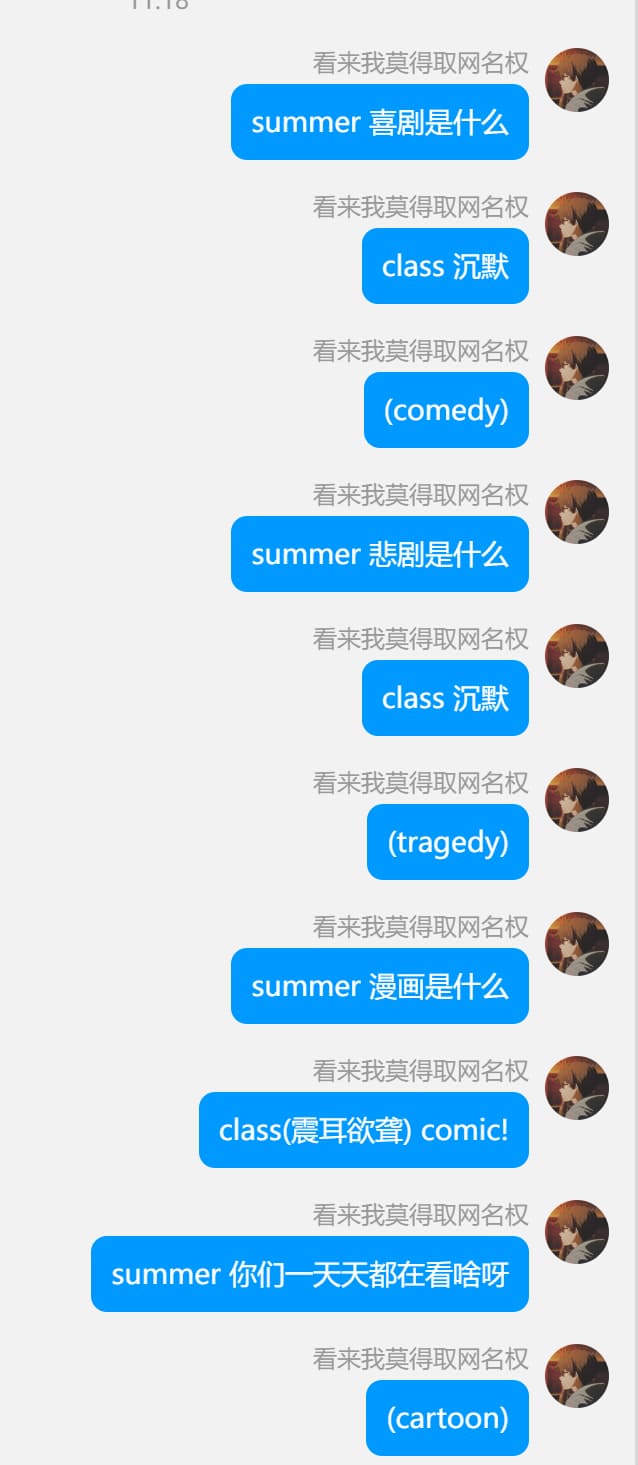 11:18
看来我莫得取网名权
summer 喜剧是什么
看来我莫得取网名权
class 沉默
看来我莫得取网名权
(comedy)
看来我莫得取网名权
summer 悲剧是什么
看来我莫得取网名权
class 沉默
看来我莫得取网名权
(tragedy)
看来我莫得取网名权
summer 漫画是什么
看来我莫得取网名权
class(震耳欲聋) comic!
看来我莫得取网名权
summer 你们一天天都在看啥呀
看来我莫得取网名权
(cartoon)